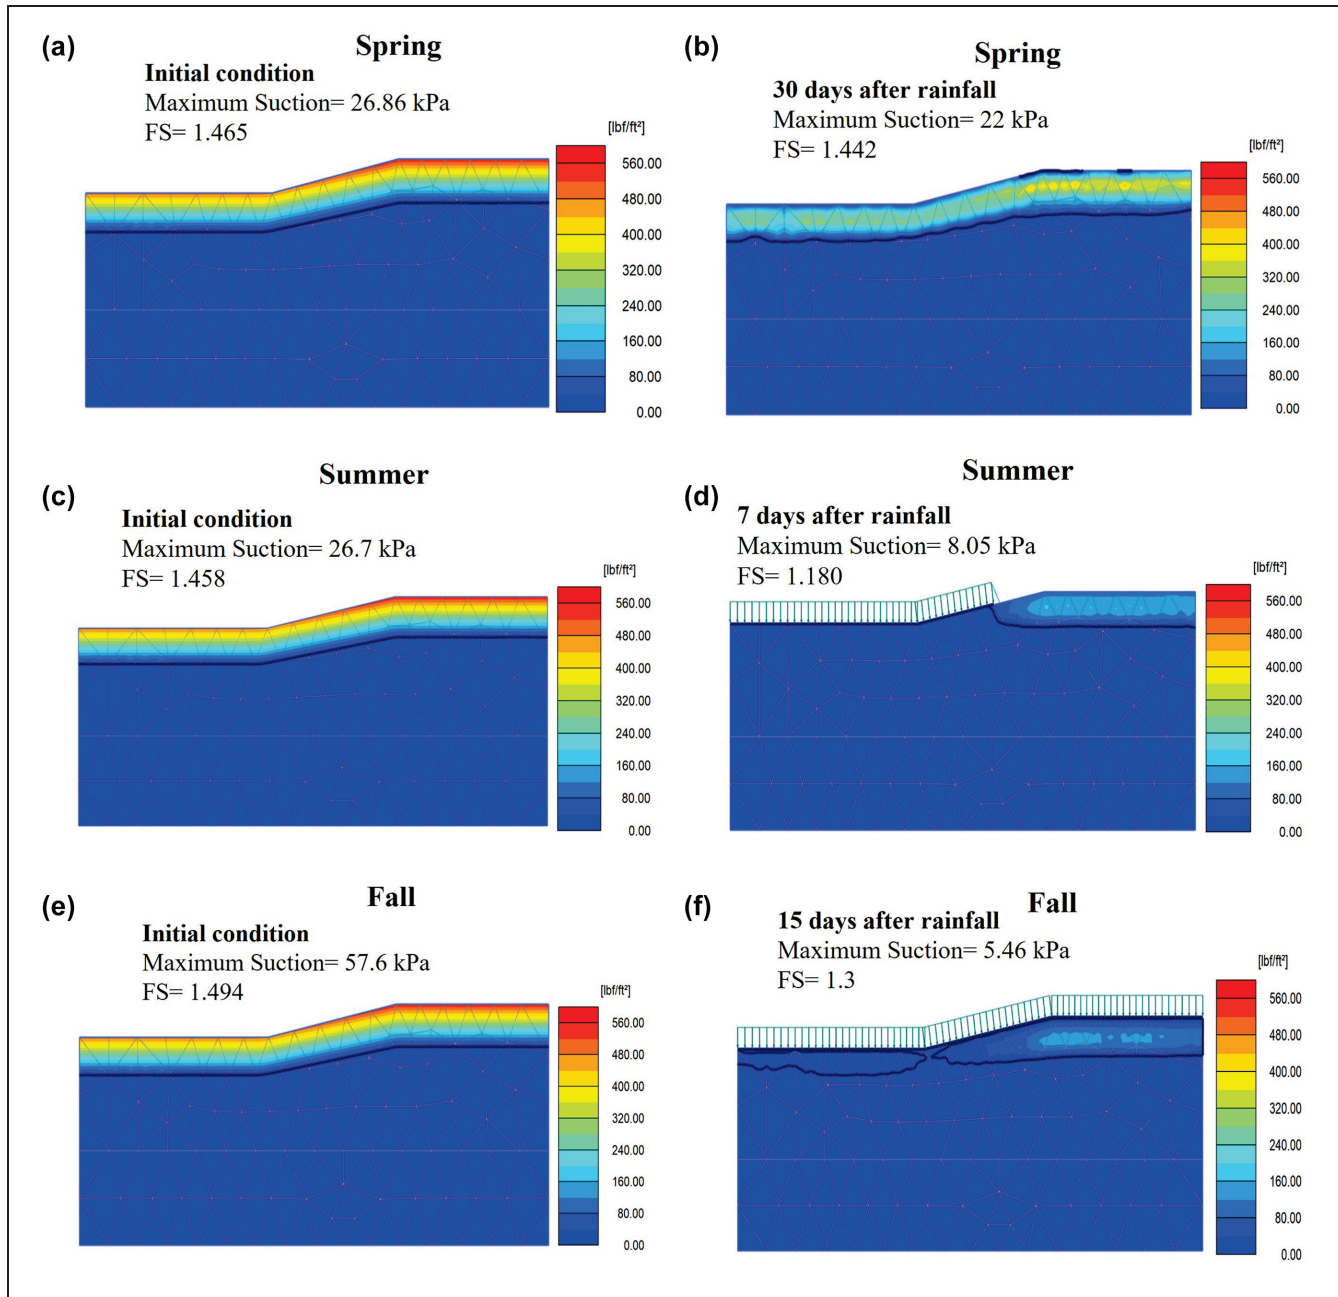 (a)
Spring
Initial condition
Maximum Suction= 26.86 kPa
FS= 1.465
[lbf/ft²]
560.00
480.00
400.00
320.00
240.00
160.00
80.00
0.00
(b)
Spring
30 days after rainfall
Maximum Suction= 22 kPa
FS= 1.442
[lbf/ft²]
560.00
480.00
400.00
320.00
240.00
160.00
80.00
0.00
(c)
Summer
Initial condition
Maximum Suction= 26.7 kPa
FS= 1.458
[lbf/ft²]
560.00
480.00
400.00
320.00
240.00
160.00
80.00
0.00
(d)
Summer
7 days after rainfall
Maximum Suction= 8.05 kPa
FS= 1.180
[lbf/ft²]
560.00
480.00
400.00
320.00
240.00
160.00
80.00
0.00
(e)
Fall
Initial condition
Maximum Suction= 57.6 kPa
FS= 1.494
[lbf/ft²]
560.00
480.00
400.00
320.00
240.00
160.00
80.00
0.00
(f)
Fall
15 days after rainfall
Maximum Suction= 5.46 kPa
FS= 1.3
[lbf/ft²]
560.00
480.00
400.00
320.00
240.00
160.00
80.00
0.00